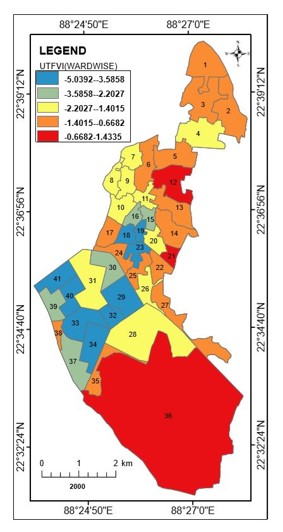 88°24'50"E 88°27'0"E
LEGEND
UTFVI(WARDWISE)
-5.0392--3.5858
-3.5858--2.2027
-2.2027--1.4015
-1.4015--0.6682
-0.6682-1.4335
22°39'12"N 22°39'12"N
22°36'56"N 22°36'56"N
22°34'40"N 22°34'40"N
22°32'24"N 22°32'24"N
1
3 2
4
7 6 5
8 9 12
10 11 13
16 15
17 18 19 20 14
23 21
24 30 25 22
41 31 26
40 29 27
39 33 32
38 34 28
37
35
36
0 1 2 km
2000
88°24'50"E 88°27'0"E